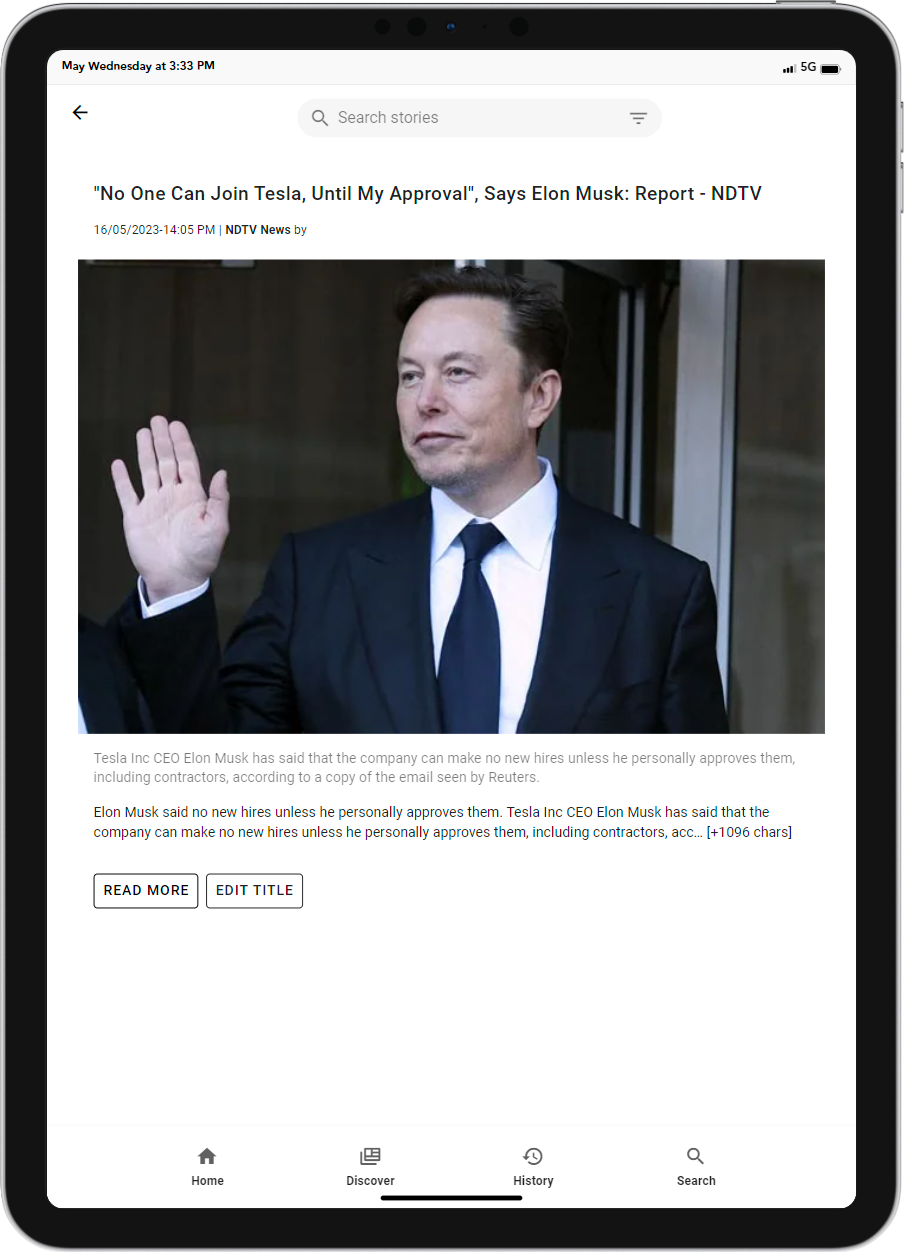 May Wednesday at 3:33 PM
5G
Search stories
"No One Can Join Tesla, Until My Approval", Says Elon Musk: Report - NDTV
16/05/2023-14:05 PM | NDTV News by
Tesla Inc CEO Elon Musk has said that the company can make no new hires unless he personally approves them,
including contractors, according to a copy of the email seen by Reuters.
Elon Musk said no new hires unless he personally approves them. Tesla Inc CEO Elon Musk has said that the
company can make no new hires unless he personally approves them, including contractors, acc… [+1096 chars]
READ MORE EDIT TITLE
Home Discover History Search